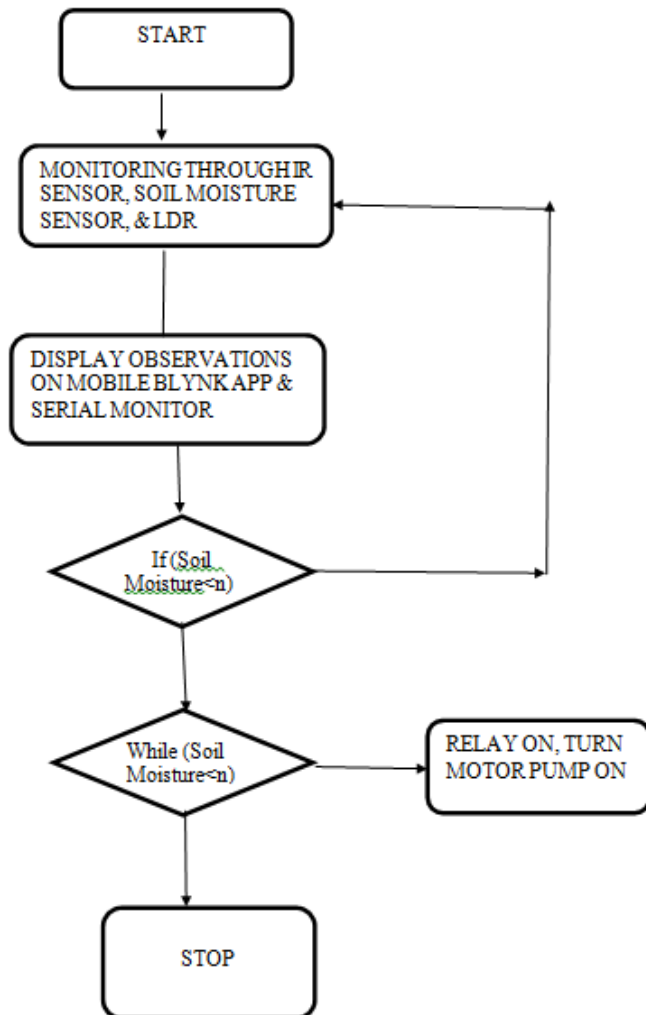 START
MONITORING THROUGH IR
SENSOR, SOIL MOISTURE
SENSOR, & LDR
DISPLAY OBSERVATIONS
ON MOBILE BLYNK APP &
SERIAL MONITOR
If (Soil
Moisture<n)
While (Soil
Moisture<n)
RELAY ON, TURN
MOTOR PUMP ON
STOP